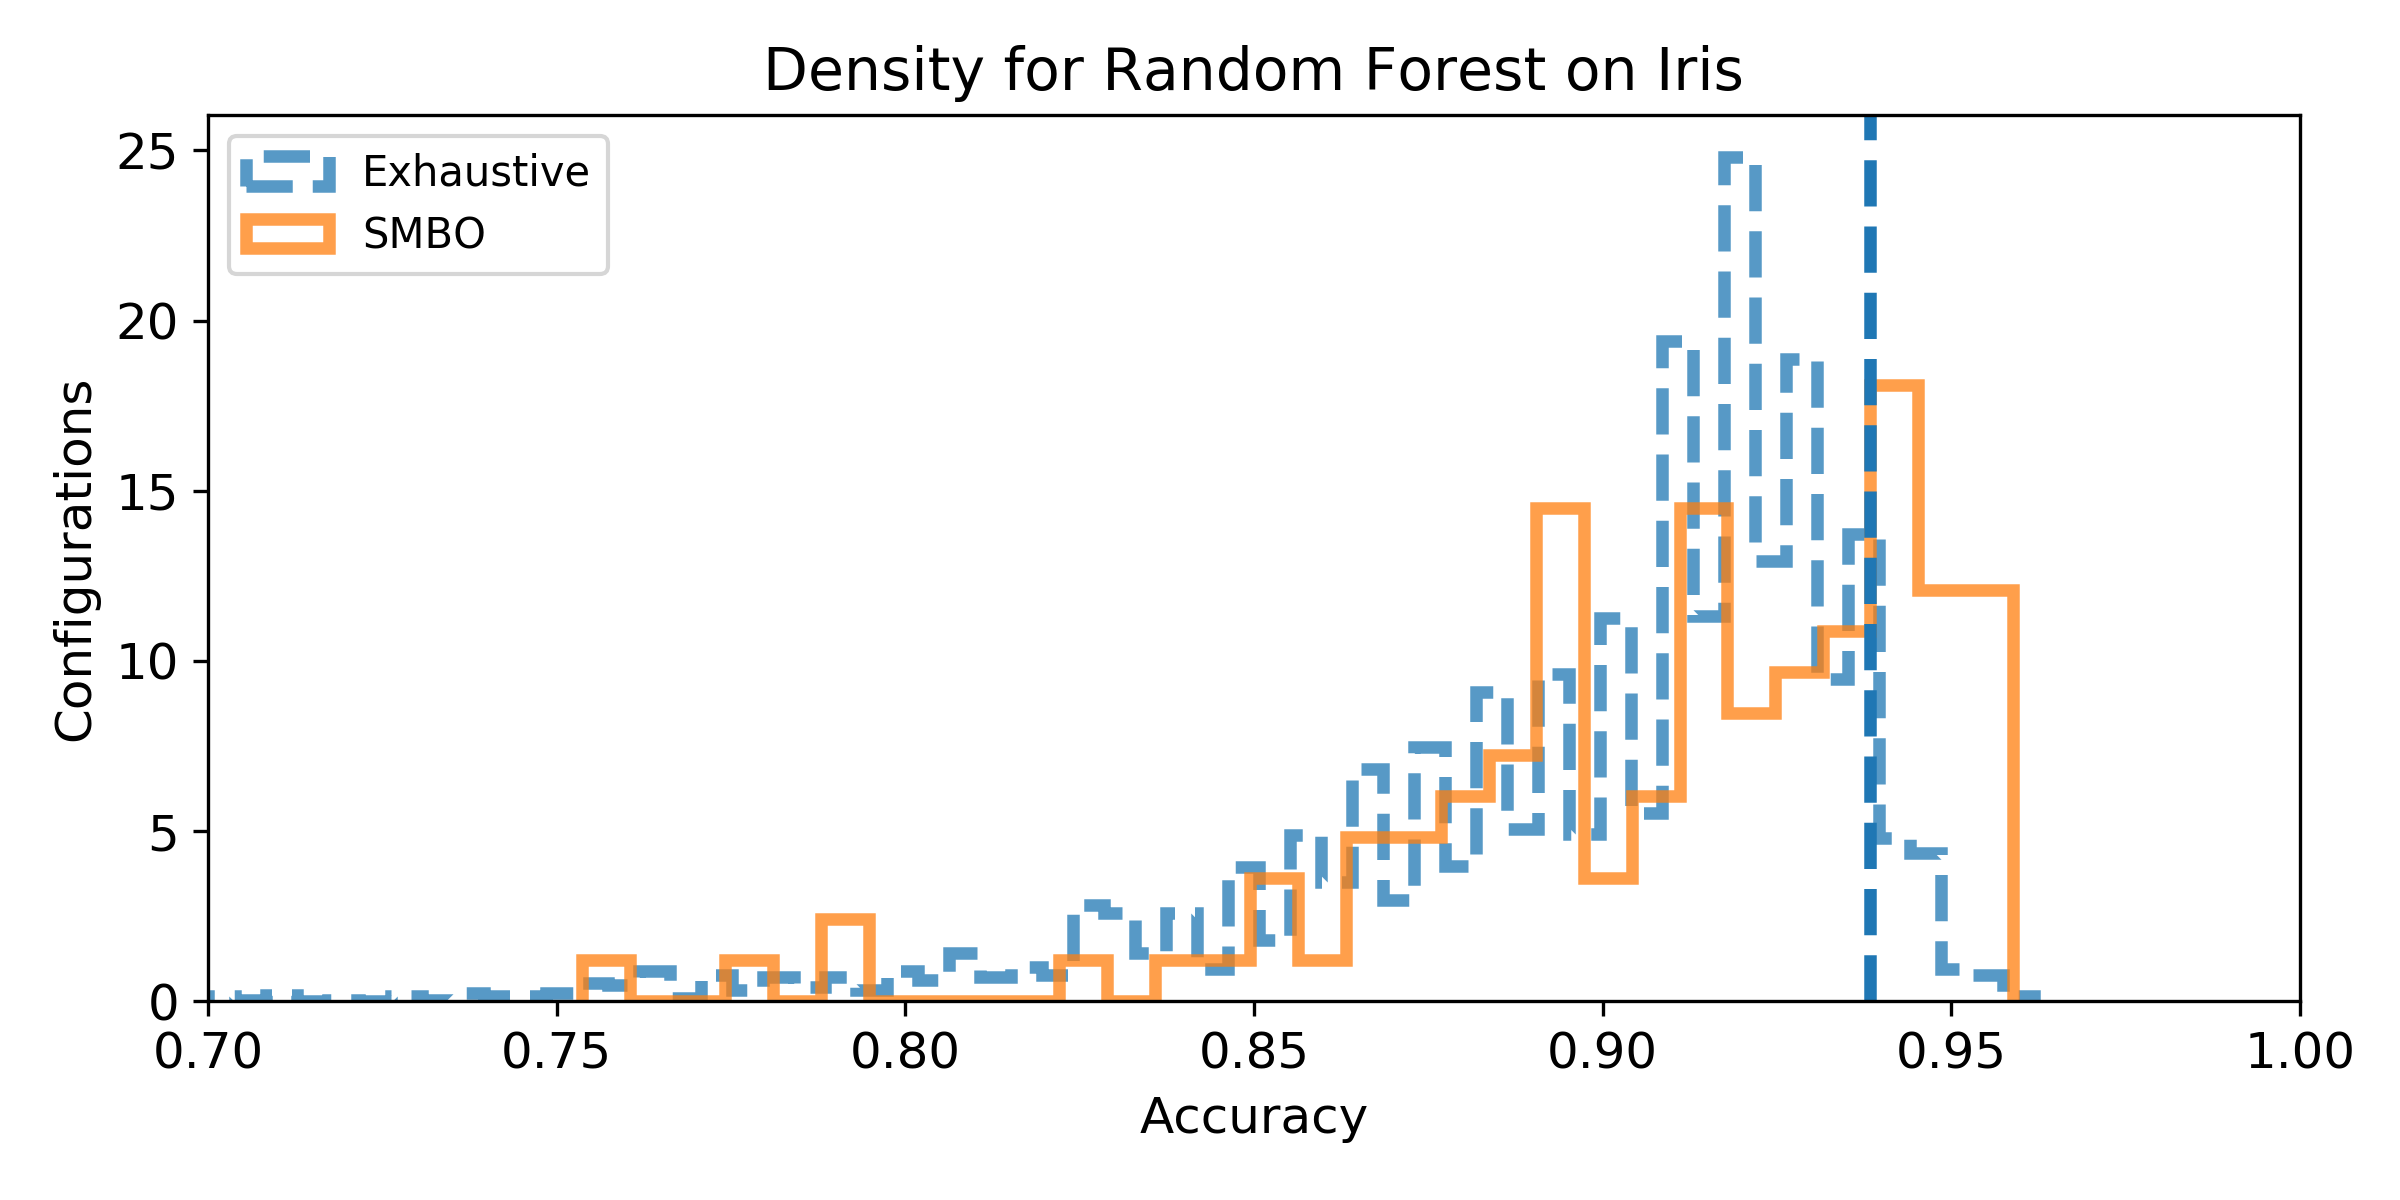 Density for Random Forest on Iris
Exhaustive
SMBO
Configurations
25
20
15
10
5
0
0.70 0.75 0.80 0.85 0.90 0.95 1.00
Accuracy